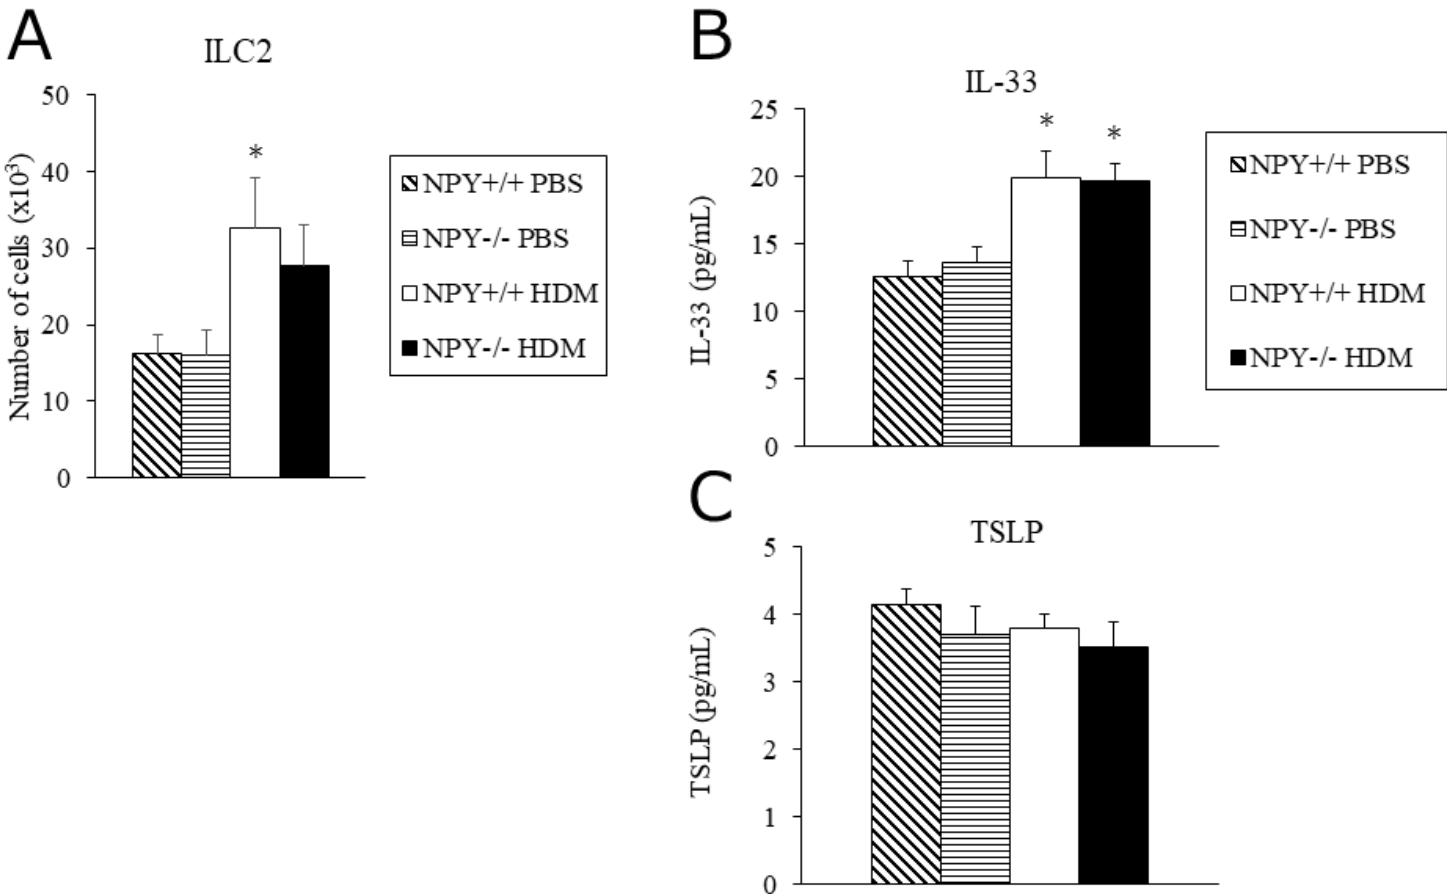 A
ILC2
50
40
30
20
10
0
Number of cells (x10³)
*
NPY+/+ PBS
NPY-/- PBS
NPY+/+ HDM
NPY-/- HDM
B
IL-33
25
20
15
10
5
0
IL-33 (pg/mL)
*
*
NPY+/+ PBS
NPY-/- PBS
NPY+/+ HDM
NPY-/- HDM
C
TSLP
5
4
3
2
1
0
TSLP (pg/mL)